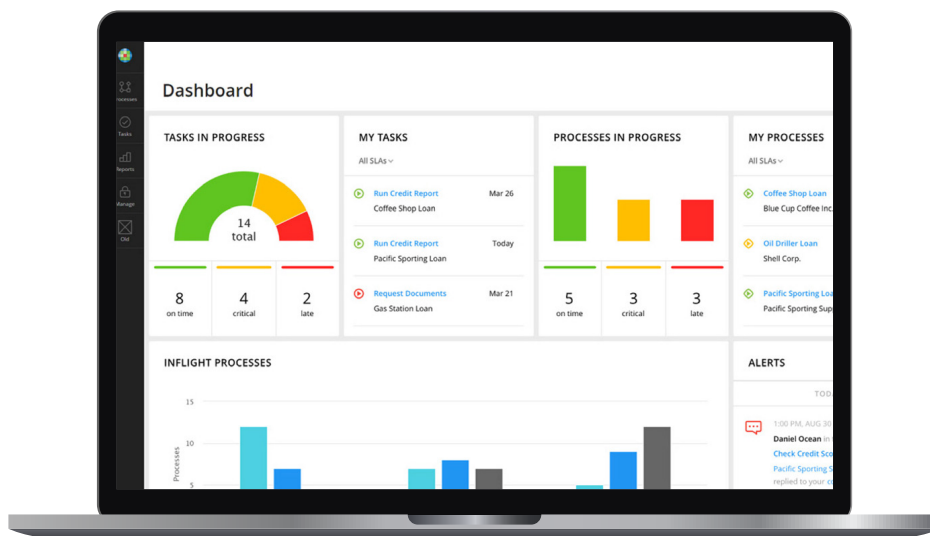 Dashboard
Processes
Tasks
Reports
Manage
Old
TASKS IN PROGRESS
14
total
8
on time
4
critical
2
late
MY TASKS
All SLAs
Run Credit Report
Mar 26
Coffee Shop Loan
Run Credit Report
Today
Pacific Sporting Loan
Request Documents
Mar 21
Gas Station Loan
PROCESSES IN PROGRESS
5
on time
3
critical
3
late
MY PROCESSES
All SLAs
Coffee Shop Loan
Blue Cup Coffee Inc.
Oil Driller Loan
Shell Corp.
Pacific Sporting Loa
Pacific Sporting Sup
INFLIGHT PROCESSES
Processes
15
10
5
ALERTS
TODA
1:00 PM, AUG 30
Daniel Ocean in
Check Credit Sco
Pacific Sporting S
replied to your